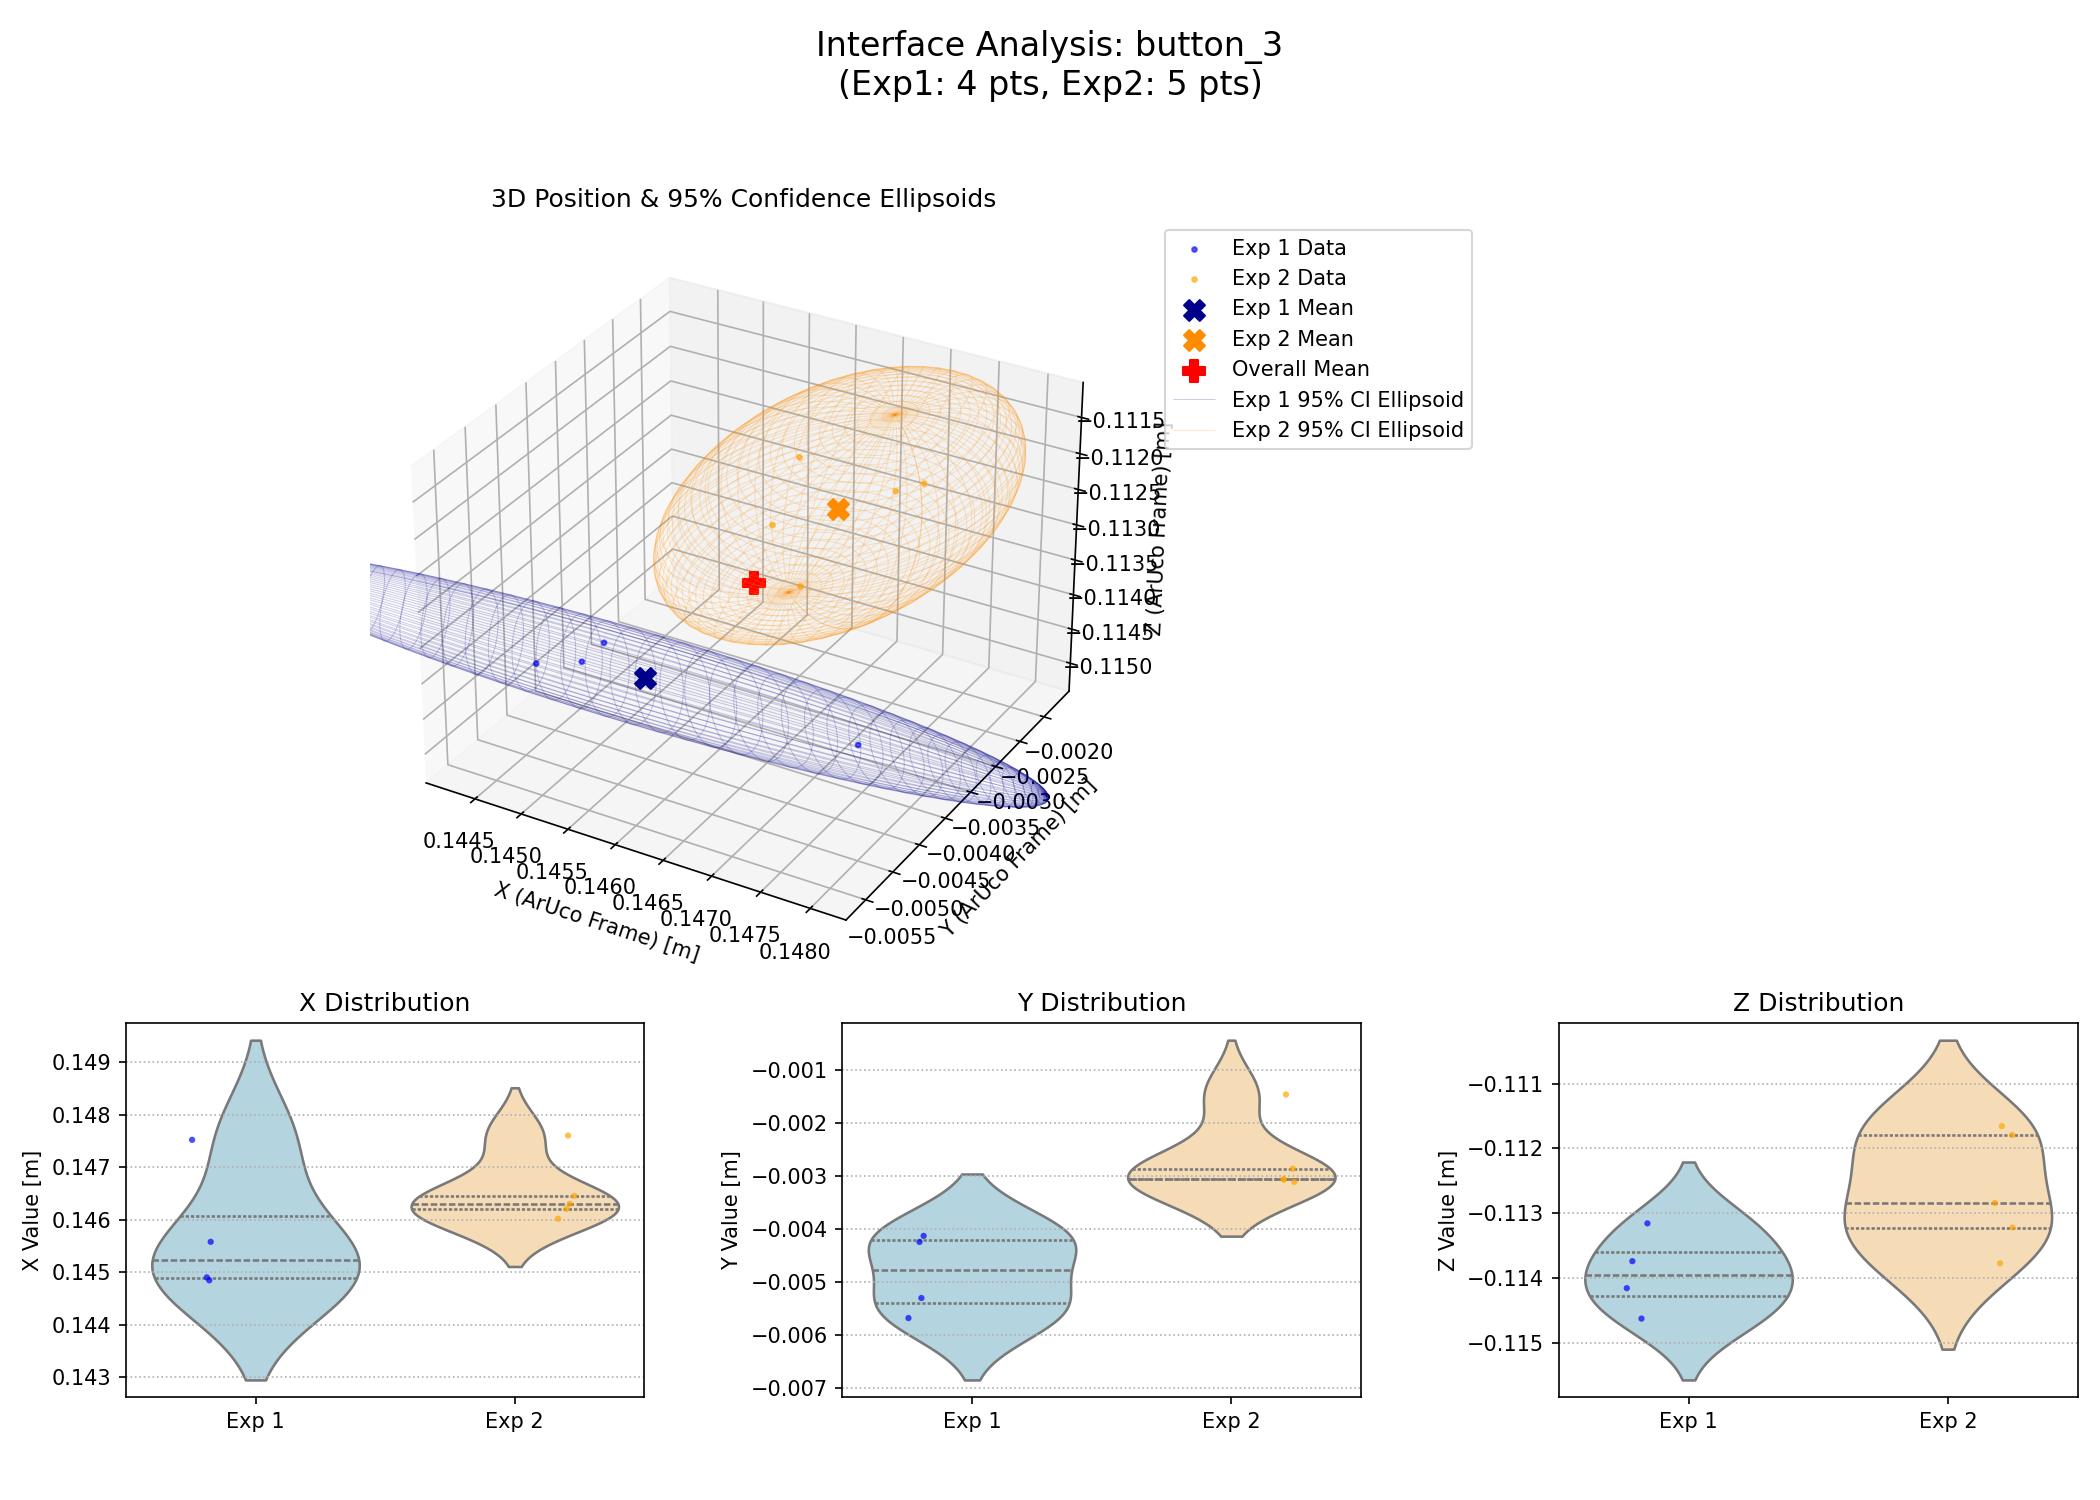 Interface Analysis: button_3
(Exp1: 4 pts, Exp2: 5 pts)
3D Position & 95% Confidence Ellipsoids
Exp 1 Data
Exp 2 Data
Exp 1 Mean
Exp 2 Mean
Overall Mean
Exp 1 95% CI Ellipsoid
Exp 2 95% CI Ellipsoid
−0.1115
−0.1120
−0.1125
−0.1130
−0.1135
−0.1140
−0.1145
−0.1150
Z (ArUco Frame) [m]
−0.0020
−0.0025
−0.0030
−0.0035
−0.0040
−0.0045
−0.0050
−0.0055
Y (ArUco Frame) [m]
0.1445
0.1450
0.1455
0.1460
0.1465
0.1470
0.1475
0.1480
X (ArUco Frame) [m]
X Distribution
0.149
0.148
0.147
0.146
0.145
0.144
0.143
X Value [m]
Exp 1
Exp 2
Y Distribution
−0.001
−0.002
−0.003
−0.004
−0.005
−0.006
−0.007
Y Value [m]
Exp 1
Exp 2
Z Distribution
−0.111
−0.112
−0.113
−0.114
−0.115
Z Value [m]
Exp 1
Exp 2